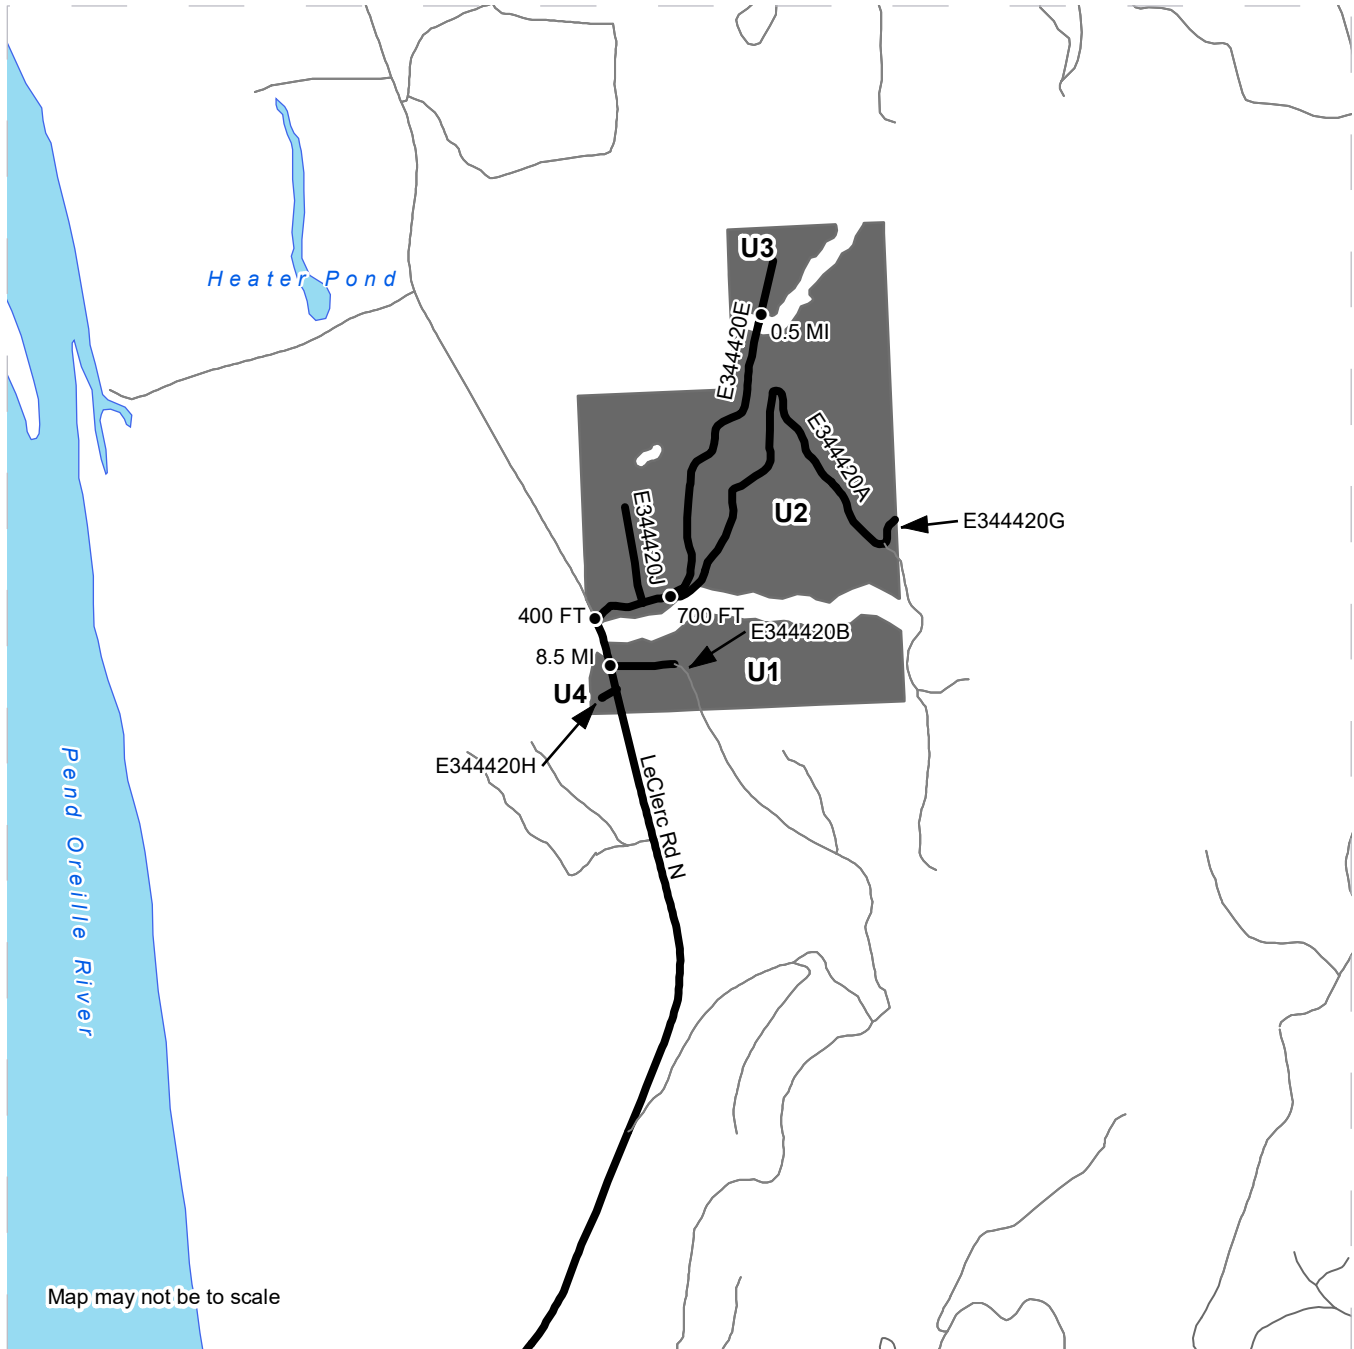 U3
Heater Pond
E344420E
0.5 MI
E344420A
U2
E344420J
E344420G
400 FT
700 FT
E344420B
8.5 MI
U1
U4
E344420H
LeClerc Rd N
Pend Oreille River
Map may not be to scale